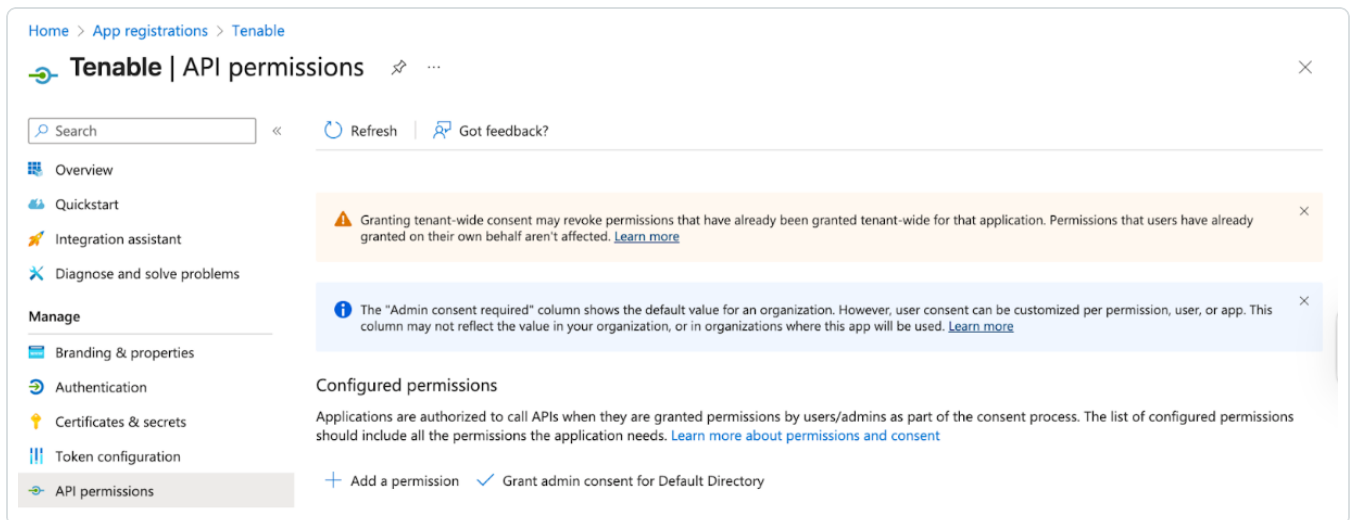 Home > App registrations > Tenable
Tenable | API permissions
Search
Refresh
Got feedback?
Overview
Quickstart
Integration assistant
Diagnose and solve problems
Manage
Branding & properties
Authentication
Certificates & secrets
Token configuration
API permissions
Granting tenant-wide consent may revoke permissions that have already been granted tenant-wide for that application. Permissions that users have already
granted on their own behalf aren't affected. Learn more
The "Admin consent required" column shows the default value for an organization. However, user consent can be customized per permission, user, or app. This
column may not reflect the value in your organization, or in organizations where this app will be used. Learn more
Configured permissions
Applications are authorized to call APIs when they are granted permissions by users/admins as part of the consent process. The list of configured permissions
should include all the permissions the application needs. Learn more about permissions and consent
Add a permission
Grant admin consent for Default Directory